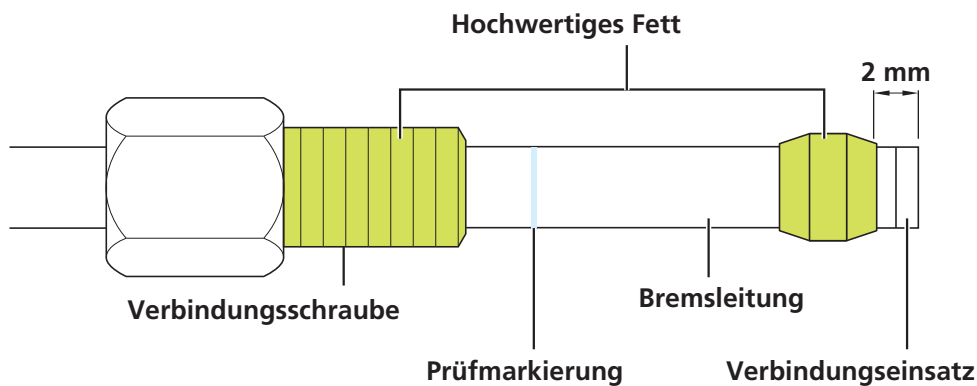 Hochwertiges Fett
2 mm
Verbindungsschraube
Bremsleitung
Prüfmarkierung
Verbindungseinsatz